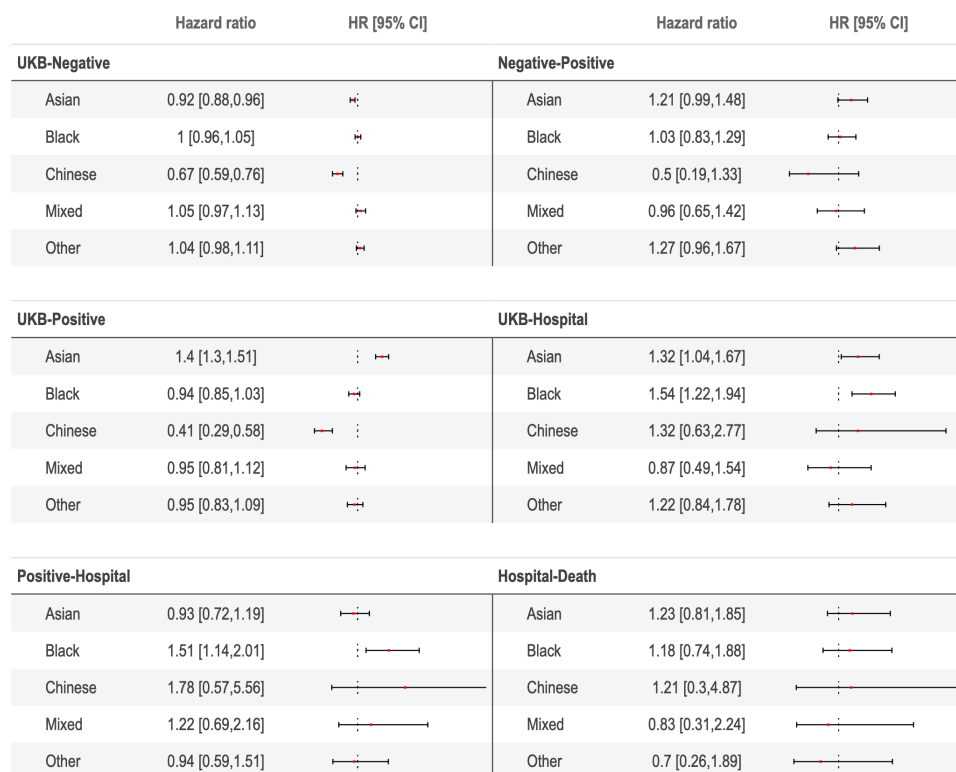 Hazard ratio HR [95% CI] Hazard ratio HR [95% CI]
UKB-Negative Negative-Positive
Asian 0.92 [0.88,0.96] Asian 1.21 [0.99,1.48]
Black 1 [0.96,1.05] Black 1.03 [0.83,1.29]
Chinese 0.67 [0.59,0.76] Chinese 0.5 [0.19,1.33]
Mixed 1.05 [0.97,1.13] Mixed 0.96 [0.65,1.42]
Other 1.04 [0.98,1.11] Other 1.27 [0.96,1.67]
UKB-Positive UKB-Hospital
Asian 1.4 [1.3,1.51] Asian 1.32 [1.04,1.67]
Black 0.94 [0.85,1.03] Black 1.54 [1.22,1.94]
Chinese 0.41 [0.29,0.58] Chinese 1.32 [0.63,2.77]
Mixed 0.95 [0.81,1.12] Mixed 0.87 [0.49,1.54]
Other 0.95 [0.83,1.09] Other 1.22 [0.84,1.78]
Positive-Hospital Hospital-Death
Asian 0.93 [0.72,1.19] Asian 1.23 [0.81,1.85]
Black 1.51 [1.14,2.01] Black 1.18 [0.74,1.88]
Chinese 1.78 [0.57,5.56] Chinese 1.21 [0.3,4.87]
Mixed 1.22 [0.69,2.16] Mixed 0.83 [0.31,2.24]
Other 0.94 [0.59,1.51] Other 0.7 [0.26,1.89]